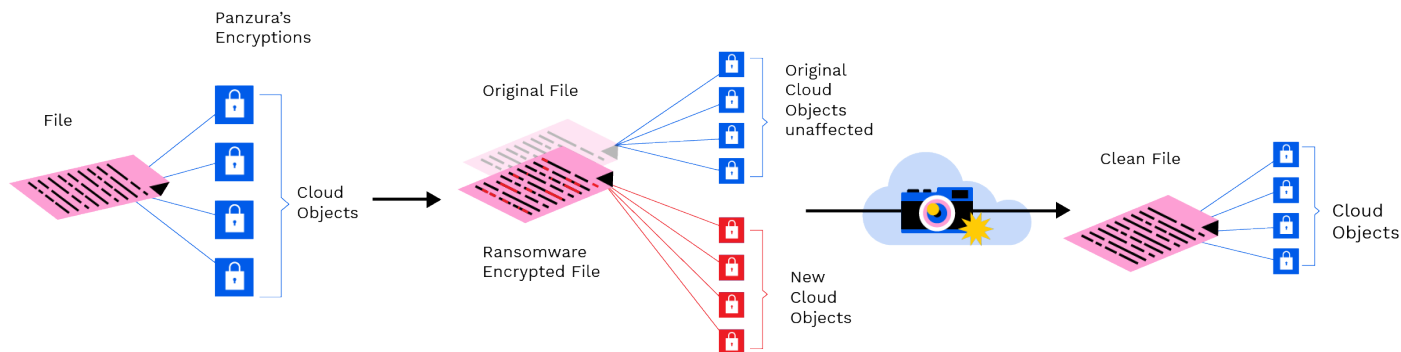 Panzura's
Encryptions
File
Cloud
Objects
Original File
Ransomware
Encrypted File
Original
Cloud
Objects
unaffected
New
Cloud
Objects
Clean File
Cloud
Objects